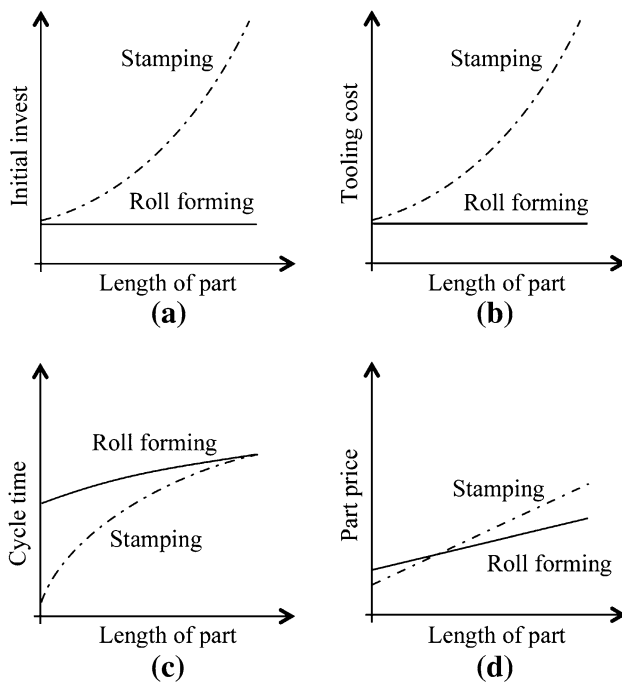 Initial invest
Stamping
Roll forming
Length of part
(a)
Tooling cost
Stamping
Roll forming
Length of part
(b)
Cycle time
Roll forming
Stamping
Length of part
(c)
Part price
Stamping
Roll forming
Length of part
(d)